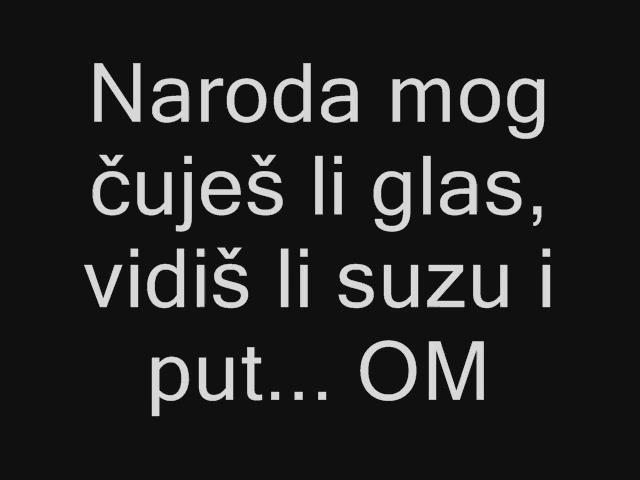 Naroda mog
čuješ li glas,
vidiš li suzu i
put... OM